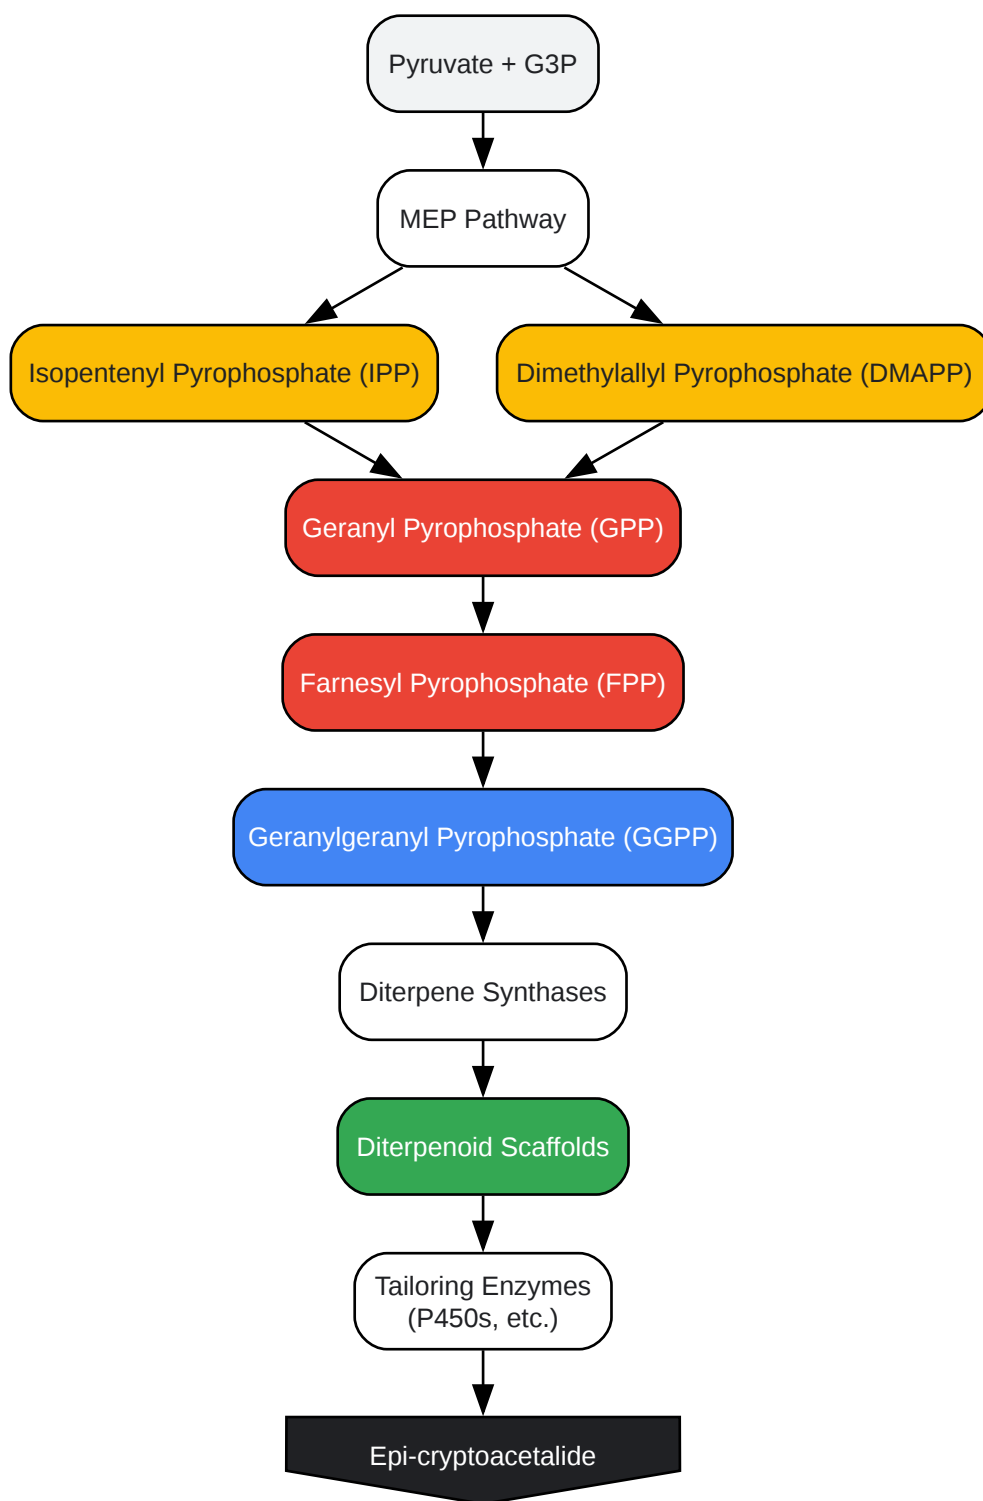 Pyruvate + G3P
MEP Pathway
Isopentenyl Pyrophosphate (IPP)
Dimethylallyl Pyrophosphate (DMAPP)
Geranyl Pyrophosphate (GPP)
Farnesyl Pyrophosphate (FPP)
Geranylgeranyl Pyrophosphate (GGPP)
Diterpene Synthases
Diterpenoid Scaffolds
Tailoring Enzymes
(P450s, etc.)
Epi-cryptoacetalide